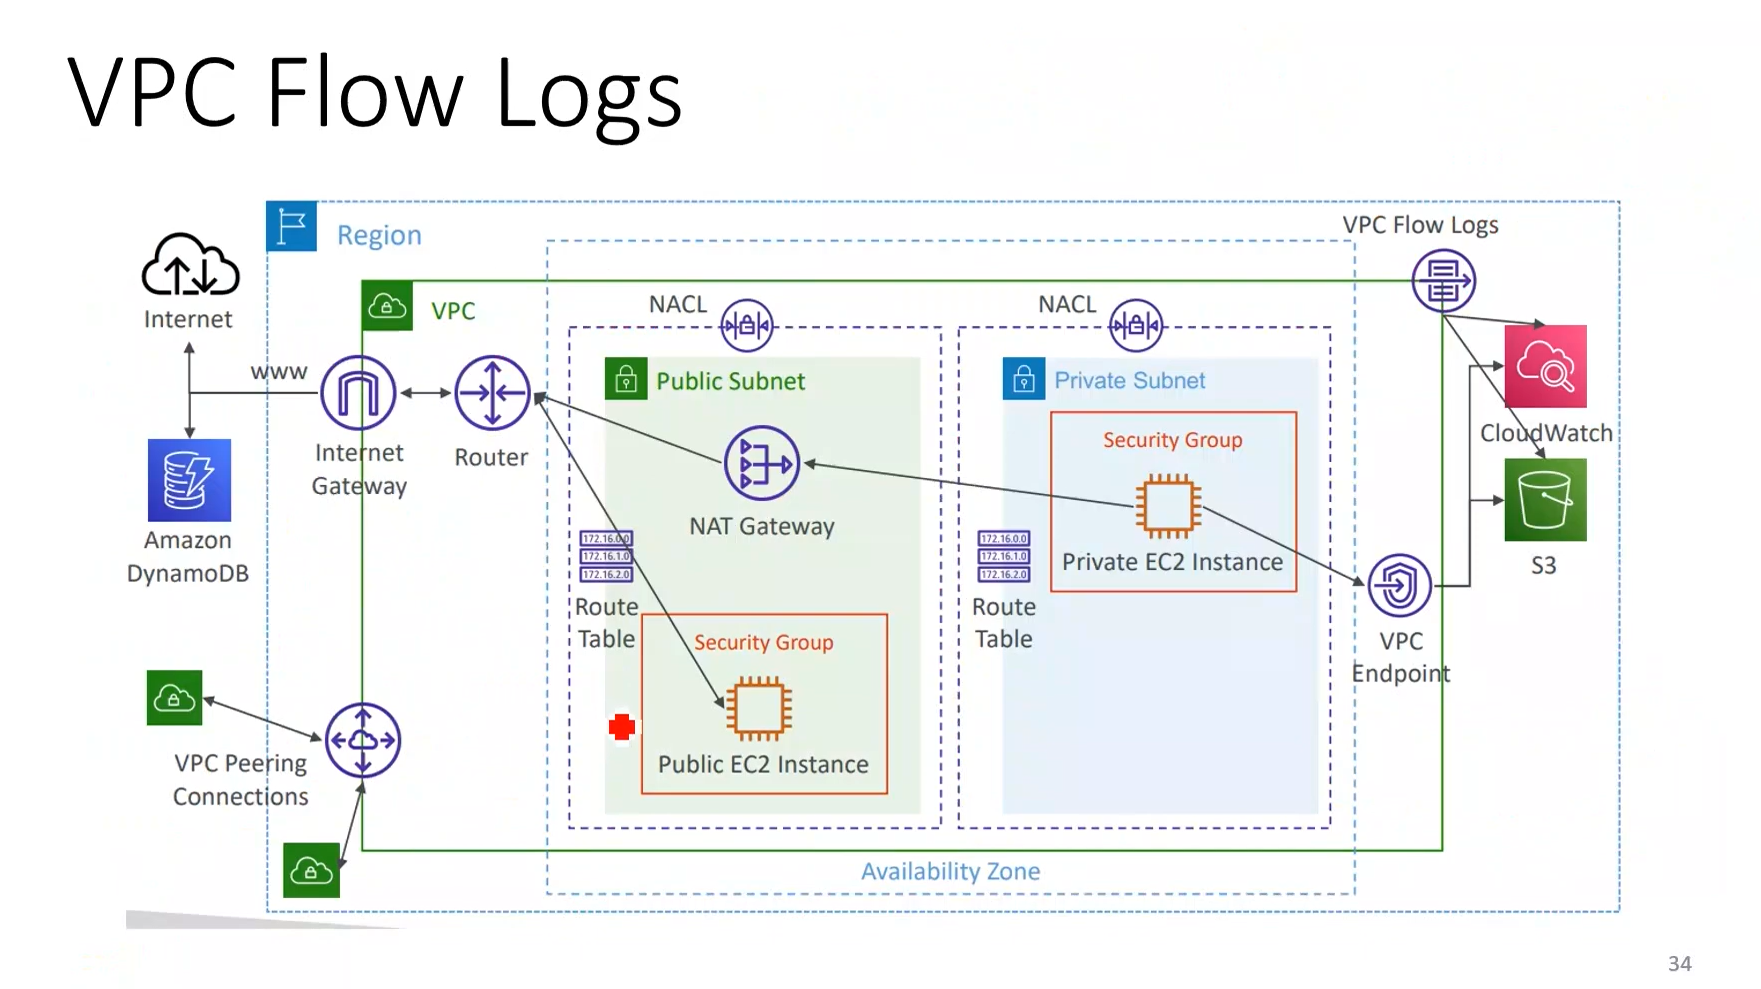 VPC Flow Logs
Region
VPC Flow Logs
Internet
VPC
NACL
NACL
www
Public Subnet
Private Subnet
Internet
Gateway
Router
Security Group
CloudWatch
NAT Gateway
Amazon
DynamoDB
172.16.0.0
172.16.1.0
172.16.2.0
172.16.0.0
172.16.1.0
172.16.2.0
Private EC2 Instance
S3
Route
Table
Route
Table
Security Group
VPC
Endpoint
Public EC2 Instance
VPC Peering
Connections
Availability Zone
34